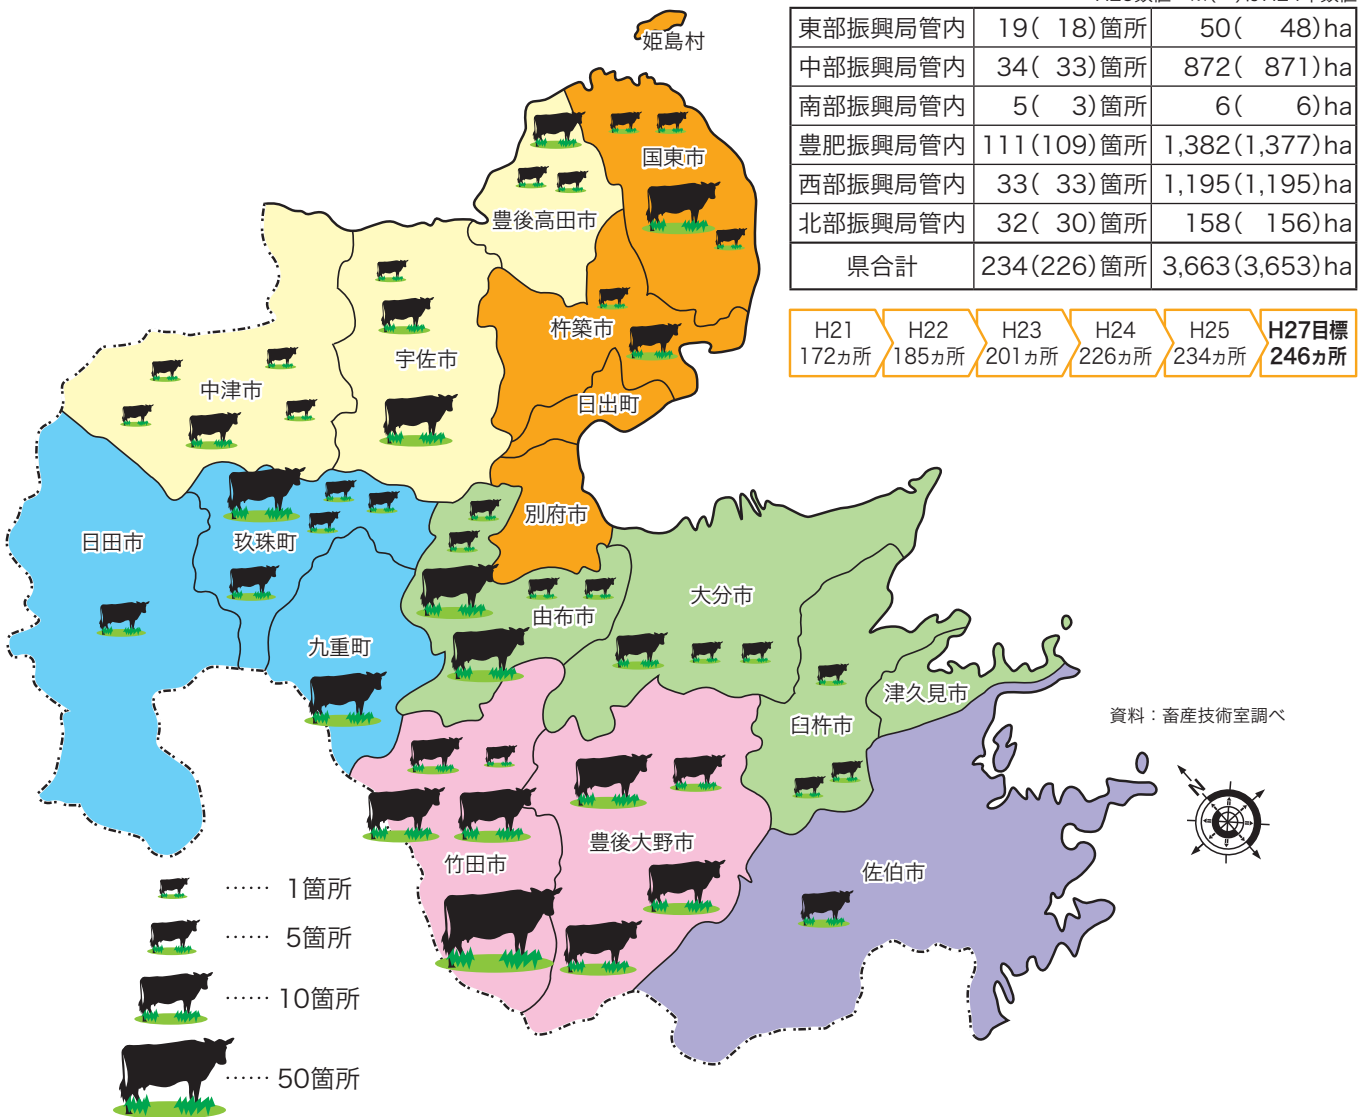 姫島村
東部振興局管内 19( 18)箇所 50( 48)ha
中部振興局管内 34( 33)箇所 872( 871)ha
南部振興局管内 5( 3)箇所 6( 6)ha
豊肥振興局管内 111(109)箇所 1,382(1,377)ha
西部振興局管内 33( 33)箇所 1,195(1,195)ha
北部振興局管内 32( 30)箇所 158( 156)ha
県合計 234(226)箇所 3,663(3,653)ha
H21
172ヵ所
H22
185ヵ所
H23
201ヵ所
H24
226ヵ所
H25
234ヵ所
H27目標
246ヵ所
国東市
豊後高田市
杵築市
宇佐市
中津市
日出町
別府市
日田市
玖珠町
大分市
由布市
九重町
津久見市
臼杵市
資料：畜産技術室調べ
N
豊後大野市
竹田市
佐伯市
…… 1箇所
…… 5箇所
…… 10箇所
…… 50箇所